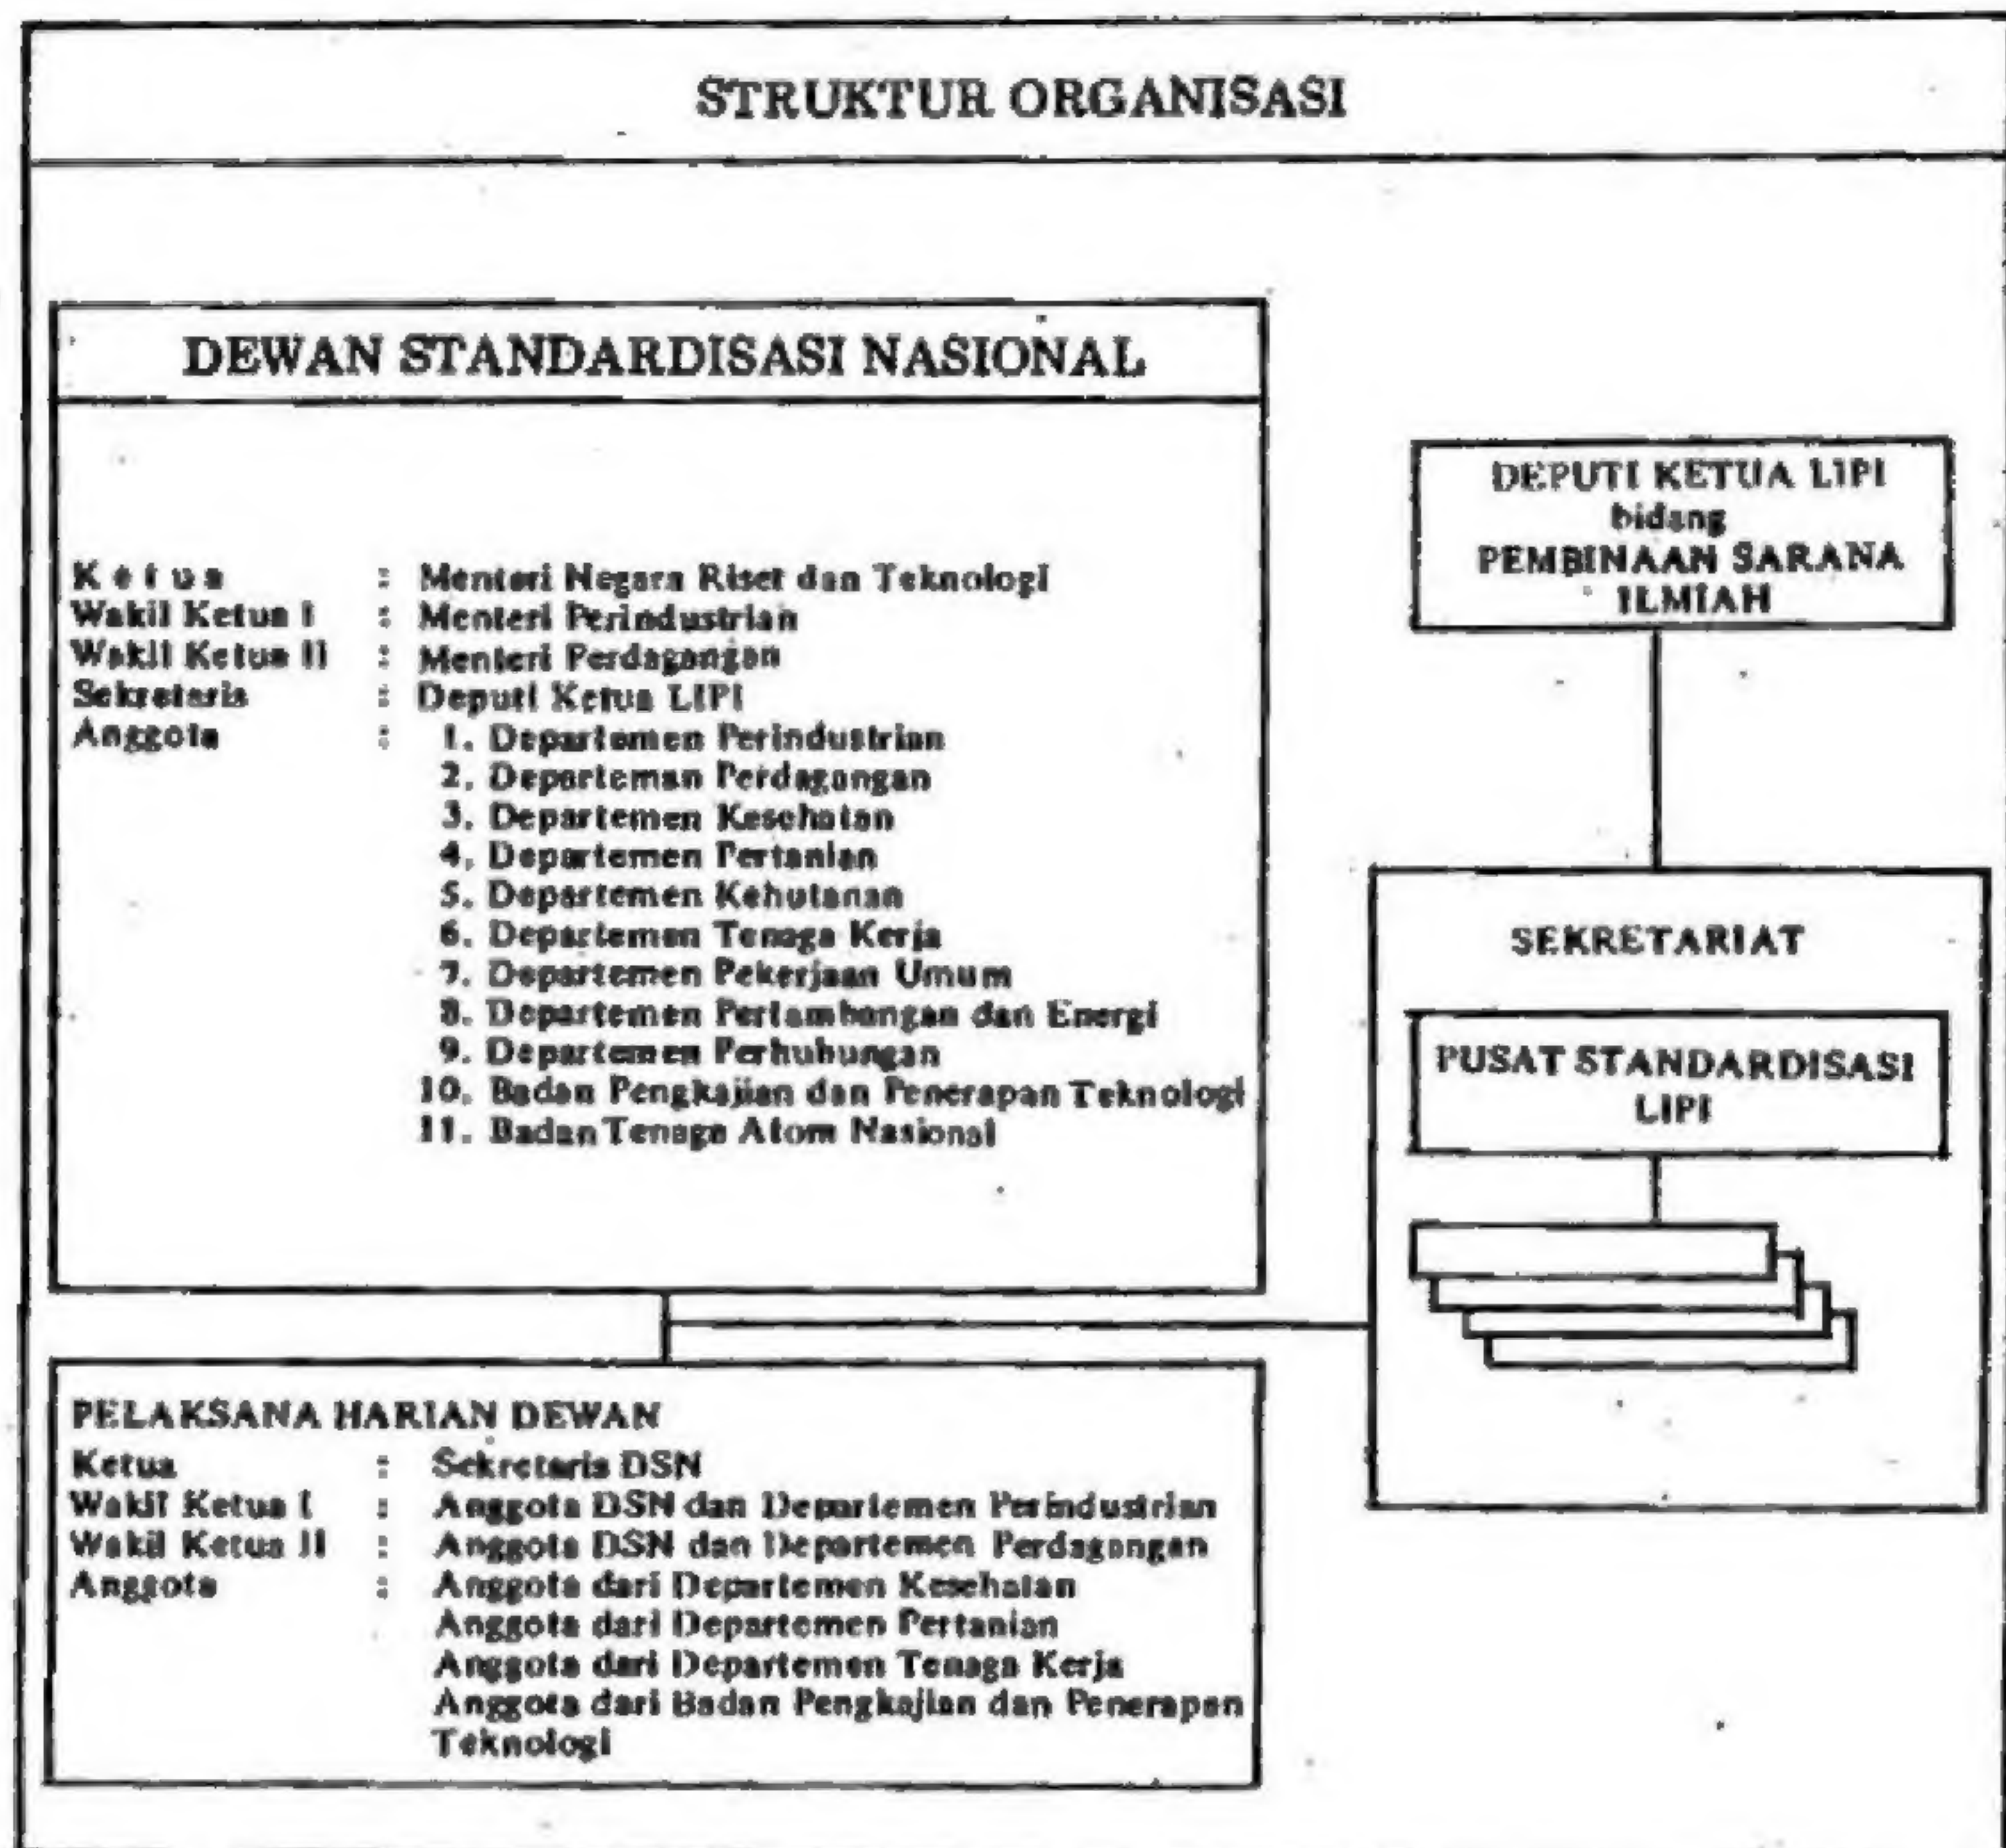 STRUKTUR ORGANISASI
DEWAN STANDARDISASI NASIONAL
Ketua : Menteri Negara Riset dan Teknologi
Wakil Ketua I : Menteri Perindustrian
Wakil Ketua II : Menteri Perdagangan
Sekretaris : Deputi Ketua LIPI
Anggota : 1. Departemen Perindustrian
2. Departeman Perdagangan
3. Departemen Kesehatan
4. Departemen Pertanian
5. Departemen Kehutanan
6. Departemen Tenaga Kerja
7. Departemen Pekerjaan Umum
8. Departemen Pertambangan dan Energi
9. Departemen Perhubungan
10. Badan Pengkajian dan Penerapan Teknologi
11. Badan Tenaga Atom Nasional
DEPUTI KETUA LIPI
bidang
PEMBINAAN SARANA
ILMIAH
SEKRETARIAT
PUSAT STANDARDISASI
LIPI
PELAKSANA HARIAN DEWAN
Ketua : Sekretaris DSN
Wakil Ketua I : Anggota DSN dan Departemen Perindustrian
Wakil Ketua II : Anggota DSN dan Departemen Perdagangan
Anggota : Anggota dari Departemen Kesehatan
Anggota dari Departemen Pertanian
Anggota dari Departemen Tenaga Kerja
Anggota dari Badan Pengkajian dan Penerapan
Teknologi